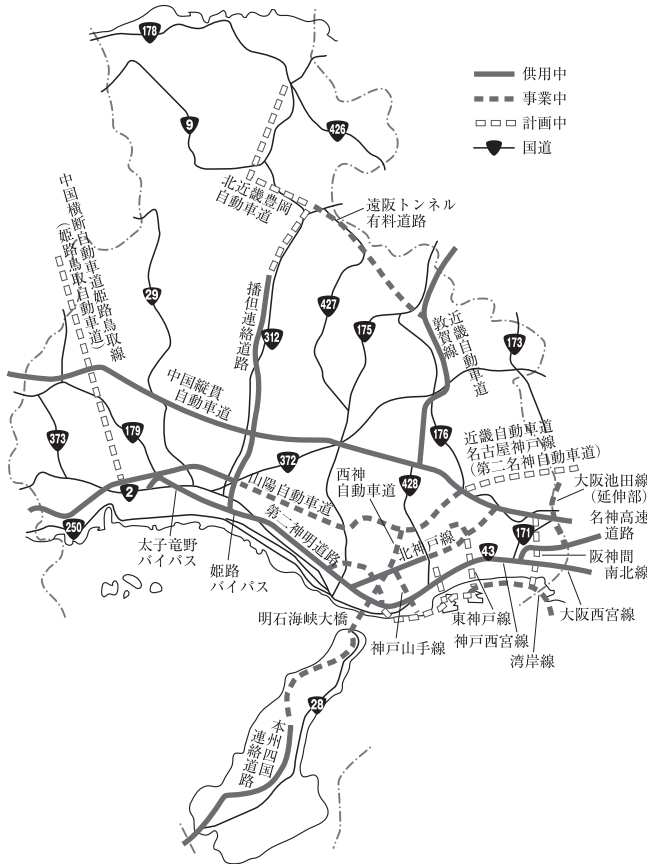 178
9
426
供用中
事業中
計画中
国道
北近畿豊岡
自動車道
遠阪トンネル
有料道路
中国横断自動車道姫路鳥取線
(姫路鳥取自動車道)
29
播但連絡道路
312
427
175
近畿自動車道
敦賀線
173
中国縦貫
自動車道
373
179
372
176
近畿自動車道
名古屋神戸線
(第二名神自動車道)
西神
自動車道
428
2
250
山陽自動車道
第二神明道路
北神戸線
43
171
大阪池田線
(延伸部)
名神高速
道路
阪神間
南北線
太子竜野
バイパス
姫路
バイパス
明石海峡大橋
神戸山手線
東神戸線
神戸西宮線
湾岸線
大阪西宮線
28
本州四国
連絡道路